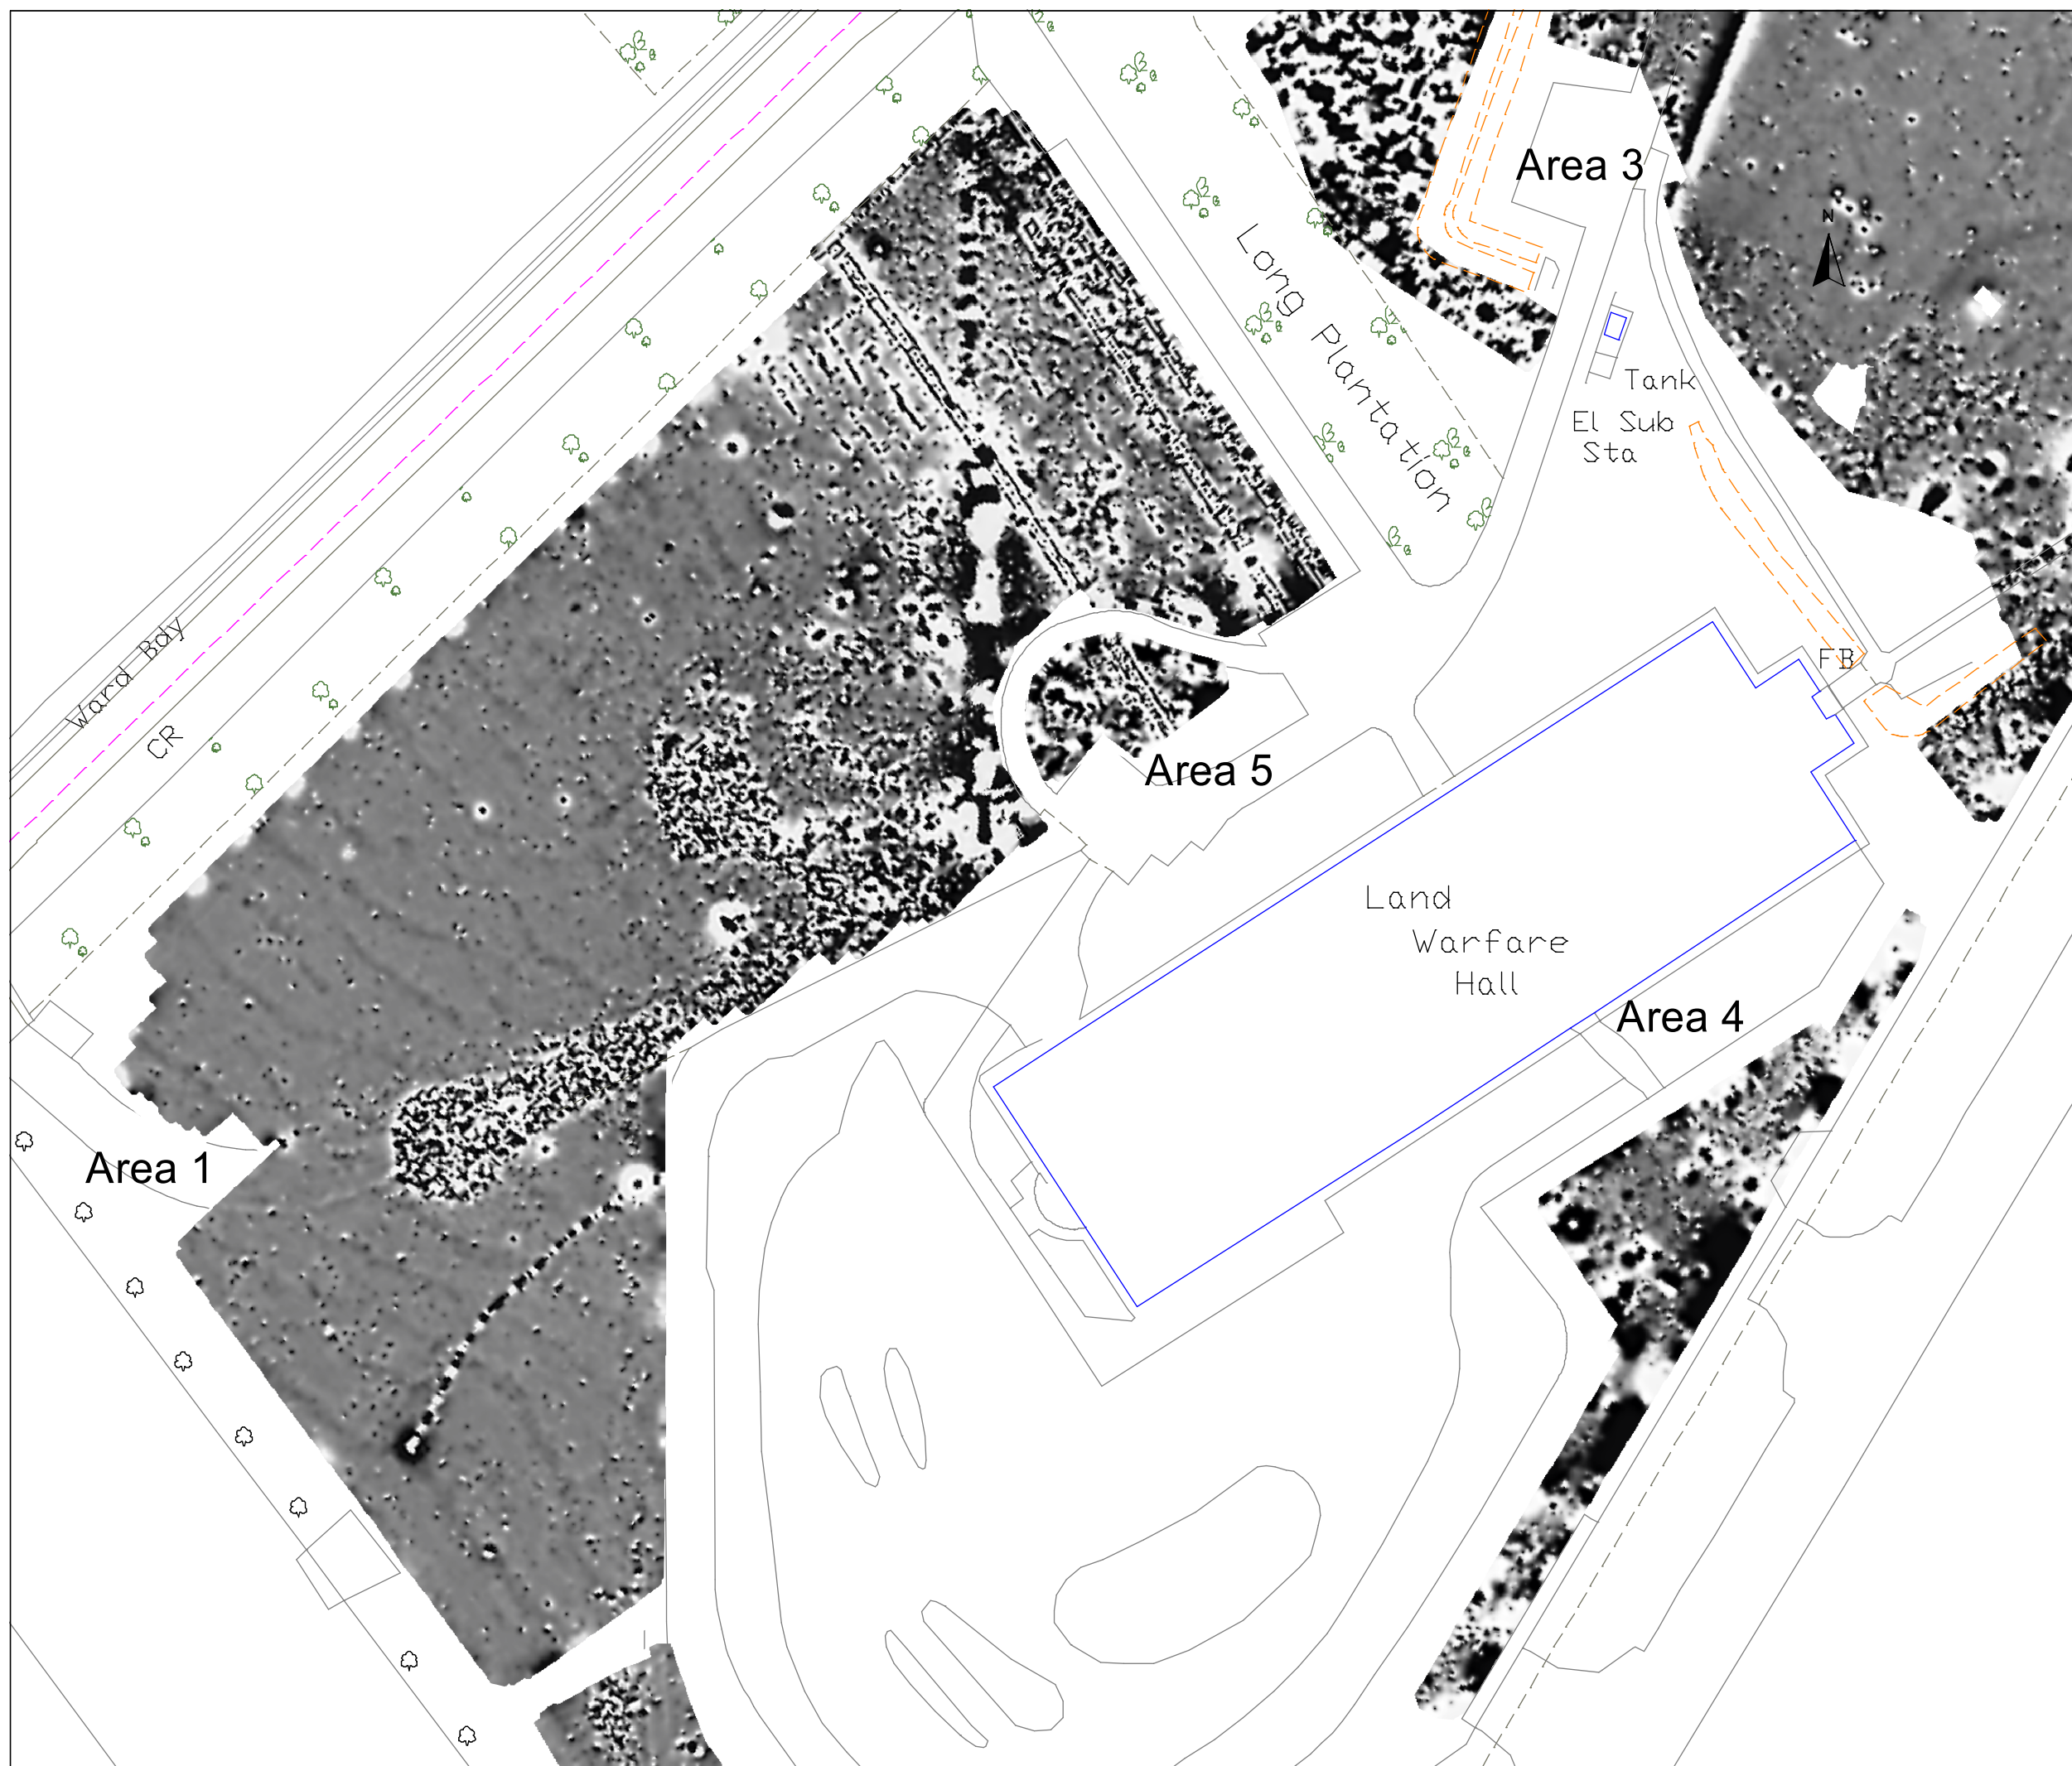 N
Area 3
Long Plantation
Tank
El Sub
Sta
Ward Bdy
CR
FB
Area 5
Land
Warfare
Hall
Area 4
Area 1